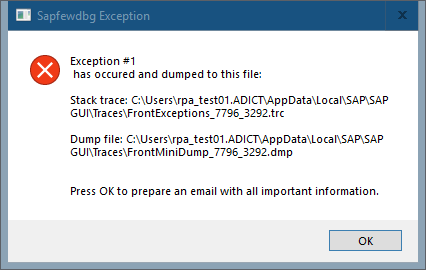 Sapfewdbg Exception
Exception #1
has occured and dumped to this file:
Stack trace: C:\Users\rpa_test01.ADICT\AppData\Local\SAP\SAP
GUI\Traces\FrontExceptions_7796_3292.trc
Dump file: C:\Users\rpa_test01.ADICT\AppData\Local\SAP\SAP
GUI\Traces\FrontMiniDump_7796_3292.dmp
Press OK to prepare an email with all important information.
OK